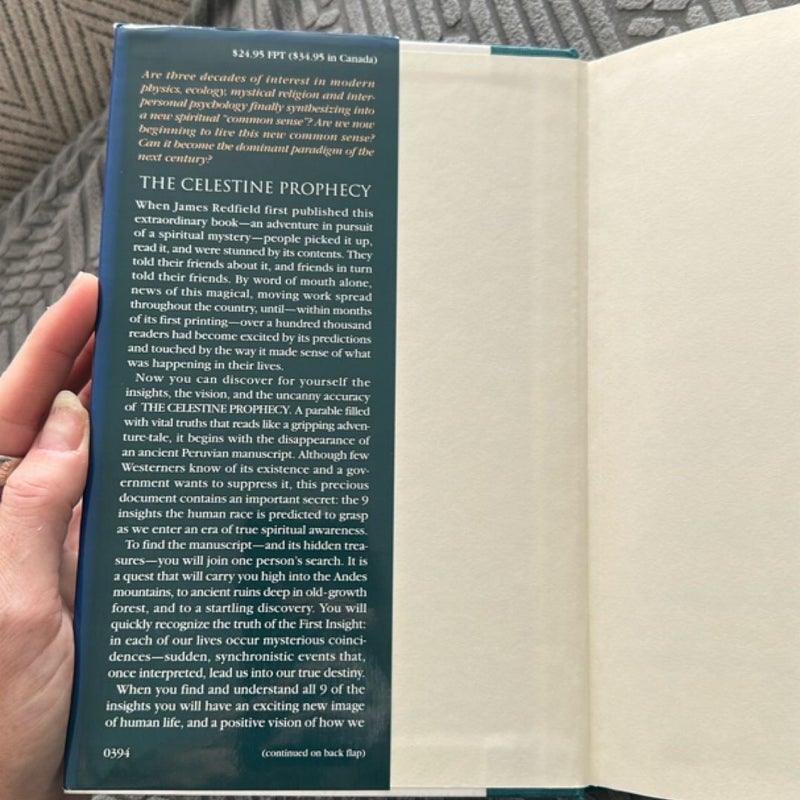 $24.95 FPT ($34.95 in Canada)
Are three decades of interest in modern
physics, ecology, mystical religion and inter-
personal psychology finally synthesizing into
a new spiritual "common sense"? Are we now
beginning to live this new common sense?
Can it become the dominant paradigm of the
next century?
THE CELESTINE PROPHECY
When James Redfield first published this
extraordinary book—an adventure in pursuit
of a spiritual mystery—people picked it up,
read it, and were stunned by its contents. They
told their friends about it, and friends in turn
told their friends. By word of mouth alone,
news of this magical, moving work spread
throughout the country, until—within months
of its first printing—over a hundred thousand
readers had become excited by its predictions
and touched by the way it made sense of what
was happening in their lives.
Now you can discover for yourself the
insights, the vision, and the uncanny accuracy
of THE CELESTINE PROPHECY. A parable filled
with vital truths that reads like a gripping adven-
ture-tale, it begins with the disappearance of
an ancient Peruvian manuscript. Although few
Westerners know of its existence and a gov-
ernment wants to suppress it, this precious
document contains an important secret: the 9
insights the human race is predicted to grasp
as we enter an era of true spiritual awareness.
To find the manuscript—and its hidden trea-
sures—you will join one person's search. It is
a quest that will carry you high into the Andes
mountains, to ancient ruins deep in old-growth
forest, and to a startling discovery. You will
quickly recognize the truth of the First Insight:
in each of our lives occur mysterious coinci-
dences—sudden, synchronistic events that,
once interpreted, lead us into our true destiny.
When you find and understand all 9 of the
insights you will have an exciting new image
of human life, and a positive vision of how we
0394
(continued on back flap)